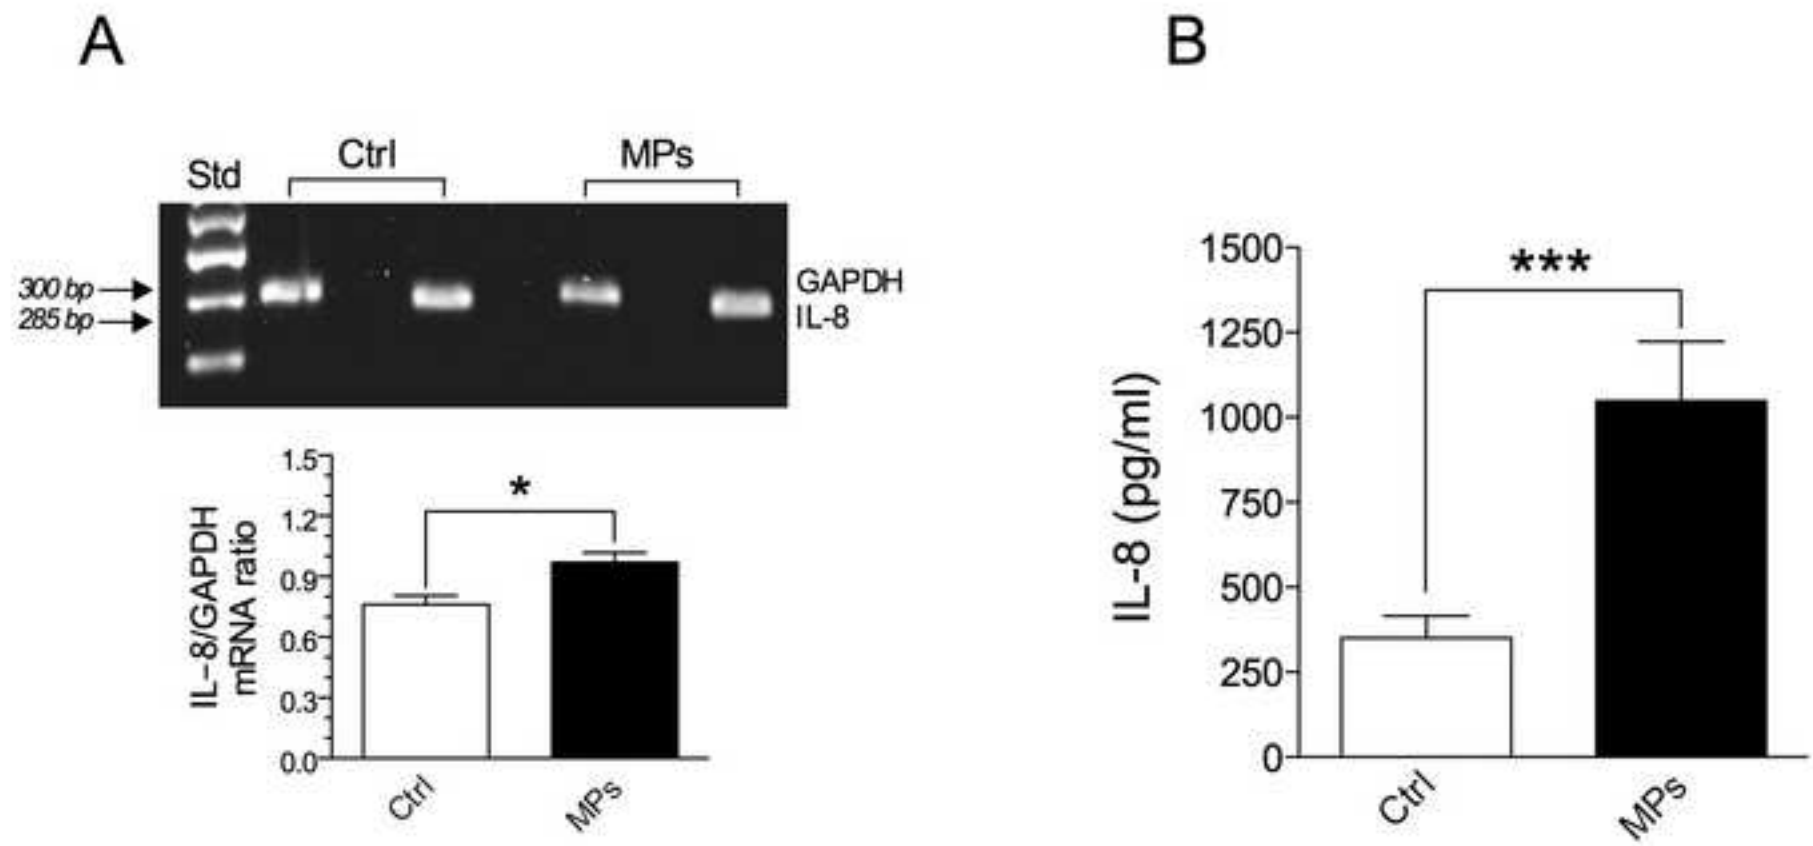 A
B
Std
Ctrl
MPs
300 bp
285 bp
GAPDH
IL-8
IL-8/GAPDH
mRNA ratio
1.5
1.2
0.9
0.6
0.3
0.0
*
Ctrl
MPs
IL-8 (pg/ml)
1500
1250
1000
750
500
250
0
***
Ctrl
MPs